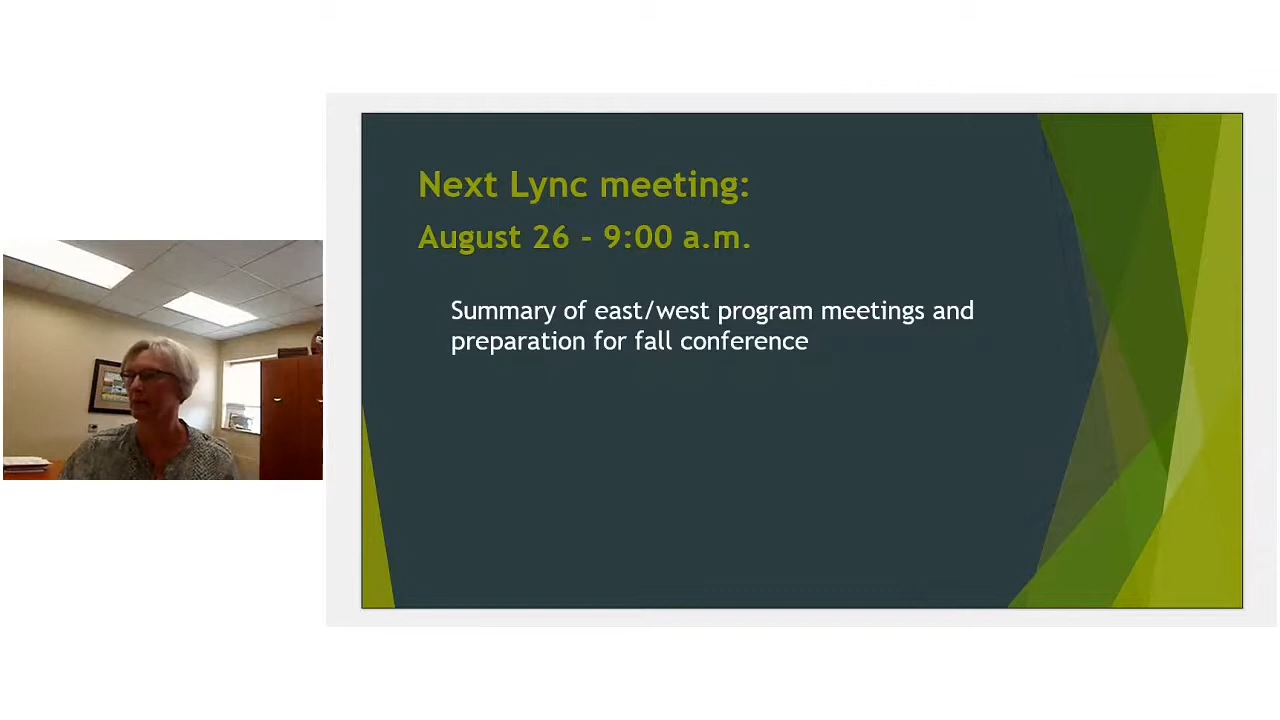 Next Lync meeting:
August 26 - 9:00 a.m.
Summary of east/west program meetings and
preparation for fall conference